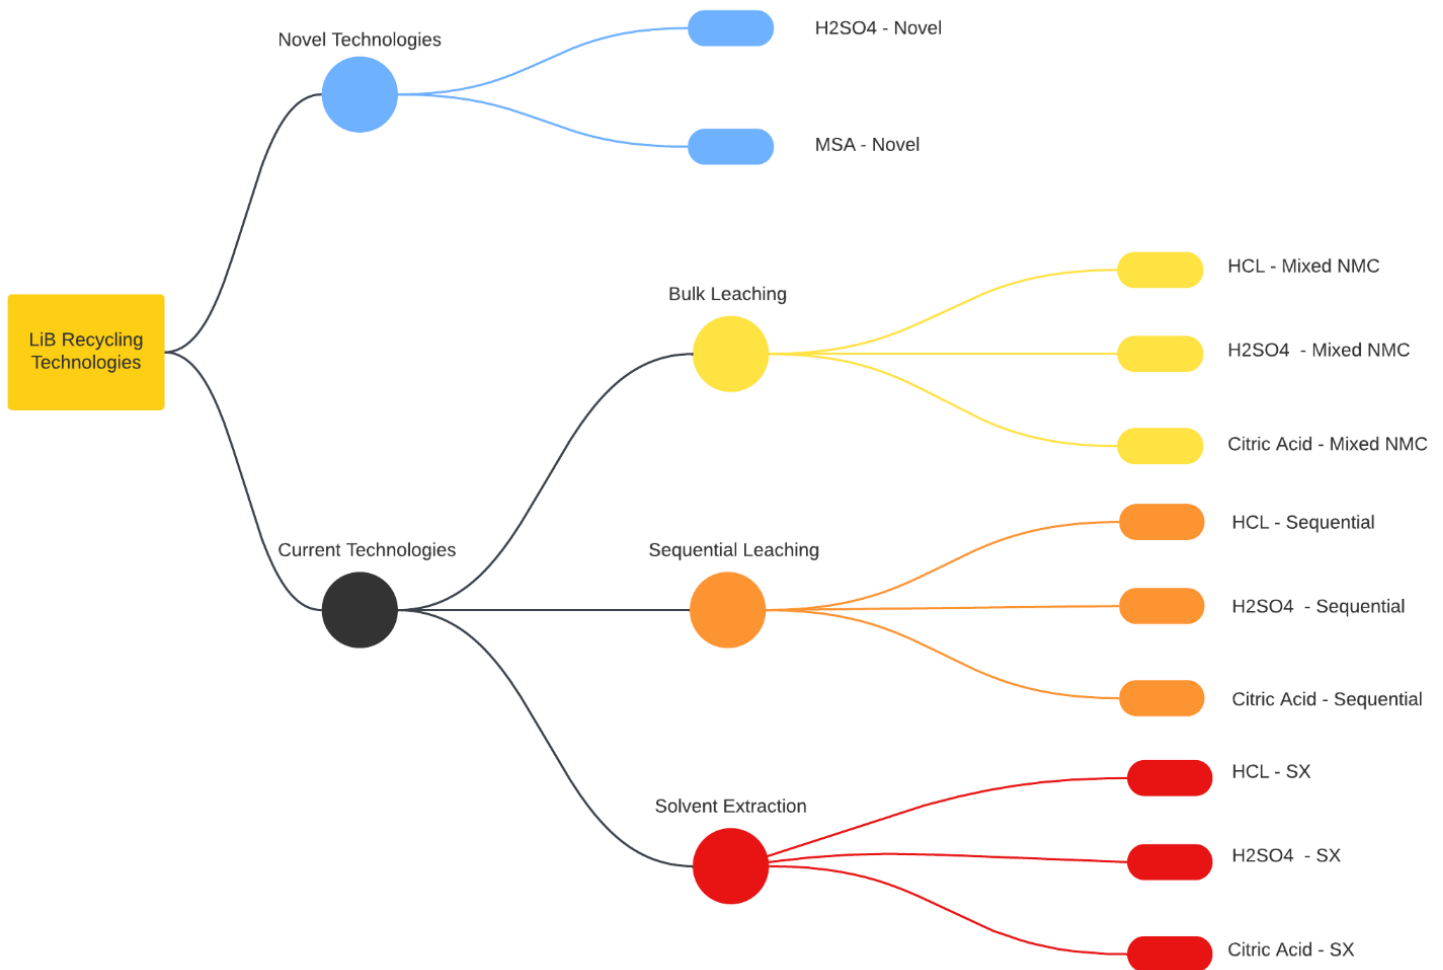 Novel Technologies
H2SO4 - Novel
MSA - Novel
LiB Recycling
Technologies
Bulk Leaching
HCL - Mixed NMC
H2SO4  - Mixed NMC
Citric Acid - Mixed NMC
Current Technologies
Sequential Leaching
HCL - Sequential
H2SO4  - Sequential
Citric Acid - Sequential
Solvent Extraction
HCL - SX
H2SO4  - SX
Citric Acid - SX